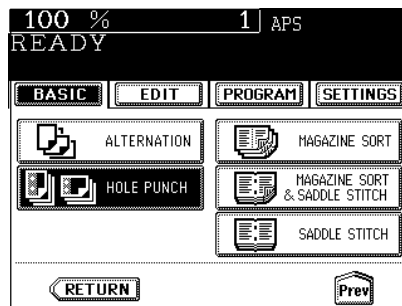 100 % 1 APS
READY
BASIC EDIT PROGRAM SETTINGS
ALTERNATION
MAGAZINE SORT
HOLE PUNCH
MAGAZINE SORT
& SADDLE STITCH
SADDLE STITCH
RETURN
Prev